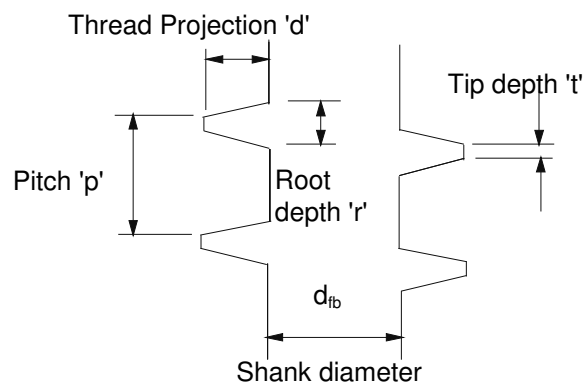 Thread Projection 'd'
Tip depth 't'
Pitch 'p'
Root
depth 'r'
dfb
Shank diameter